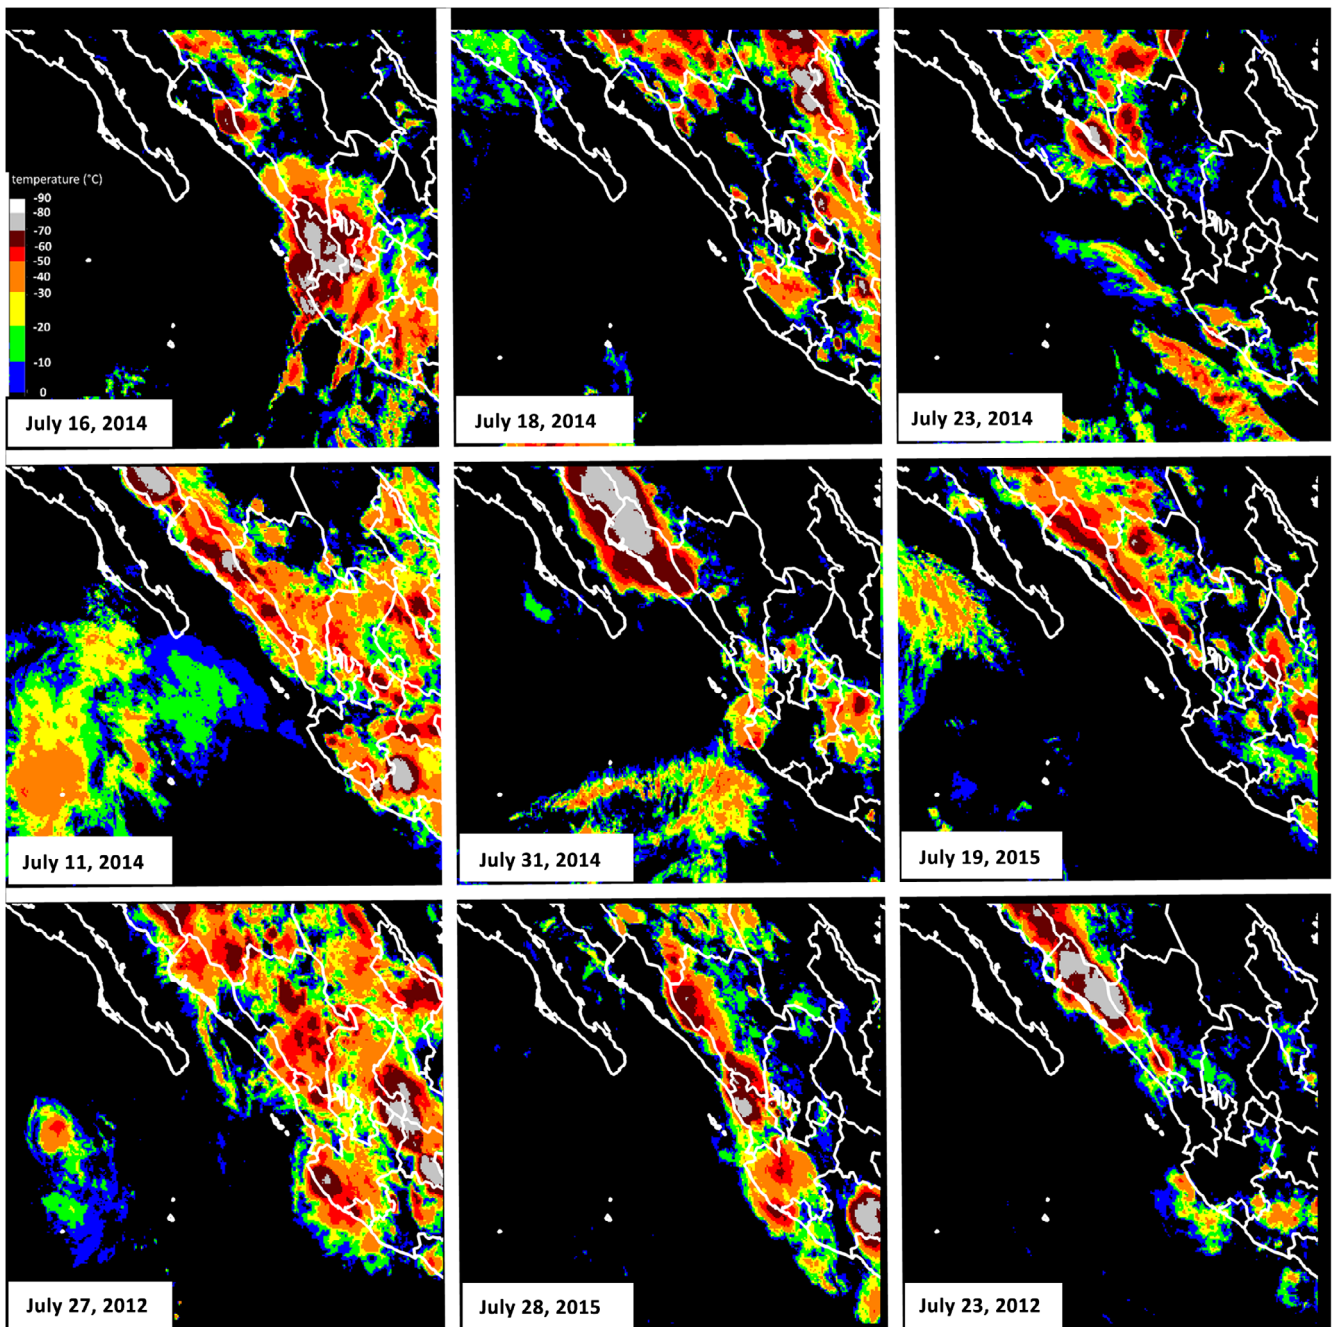 temperature (°C)
-90
-80
-70
-60
-50
-40
-30
-20
-10
0
July 16, 2014
July 18, 2014
July 23, 2014
July 11, 2014
July 31, 2014
July 19, 2015
July 27, 2012
July 28, 2015
July 23, 2012